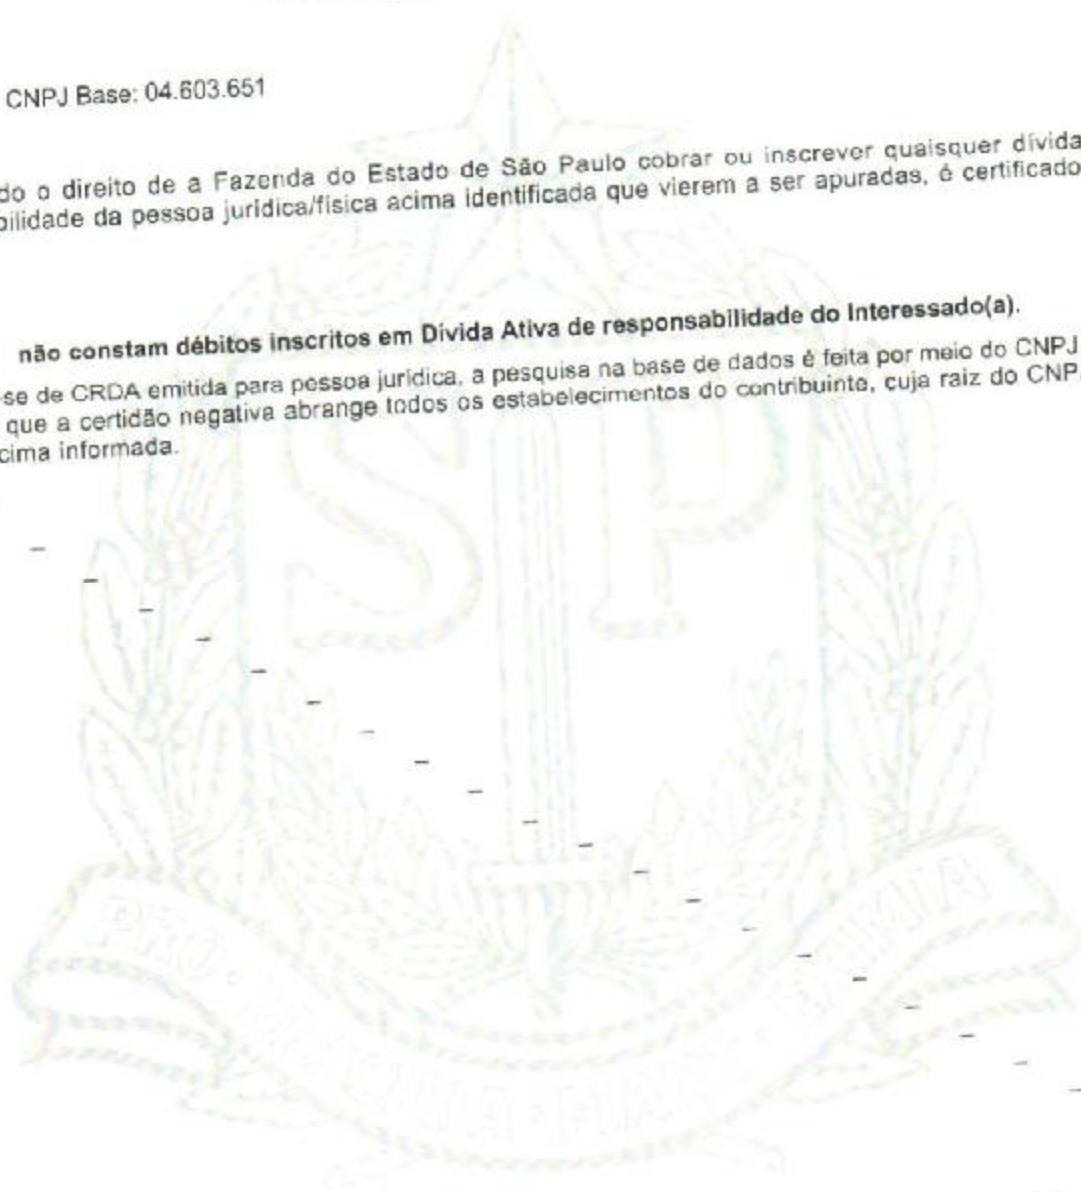 CNPJ Base: 04.603.651
do o direito de a Fazenda do Estado de São Paulo cobrar ou inscrever quaisquer dívida
bilidade da pessoa jurídica/física acima identificada que vierem a ser apuradas, é certificado
não constam débitos inscritos em Dívida Ativa de responsabilidade do Interessado(a).
se de CRDA emitida para pessoa jurídica, a pesquisa na base de dados é feita por meio do CNPJ
que a certidão negativa abrange todos os estabelecimentos do contribuinte, cuja raiz do CNP
cima informada.
SP